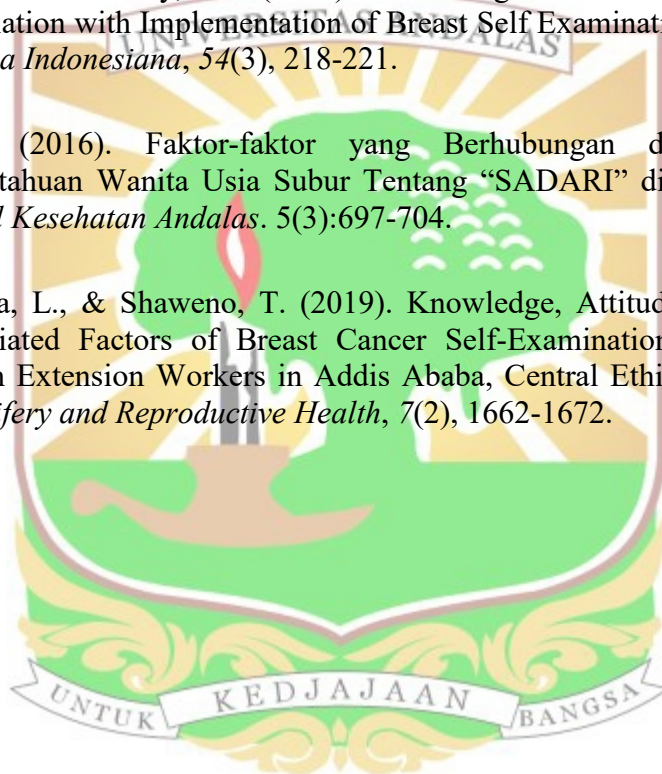 UNIVERSITAS ANDALAS
ation with Implementation of Breast Self Examinati
a Indonesiana, 54(3), 218-221.
(2016). Faktor-faktor yang Berhubungan d
tahuan Wanita Usia Subur Tentang “SADARI” di
l Kesehatan Andalas. 5(3):697-704.
a, L., & Shaweno, T. (2019). Knowledge, Attitud
iated Factors of Breast Cancer Self-Examination
n Extension Workers in Addis Ababa, Central Ethi
ifery and Reproductive Health, 7(2), 1662-1672.
UNTUK KEDJAJAAN BANGSA